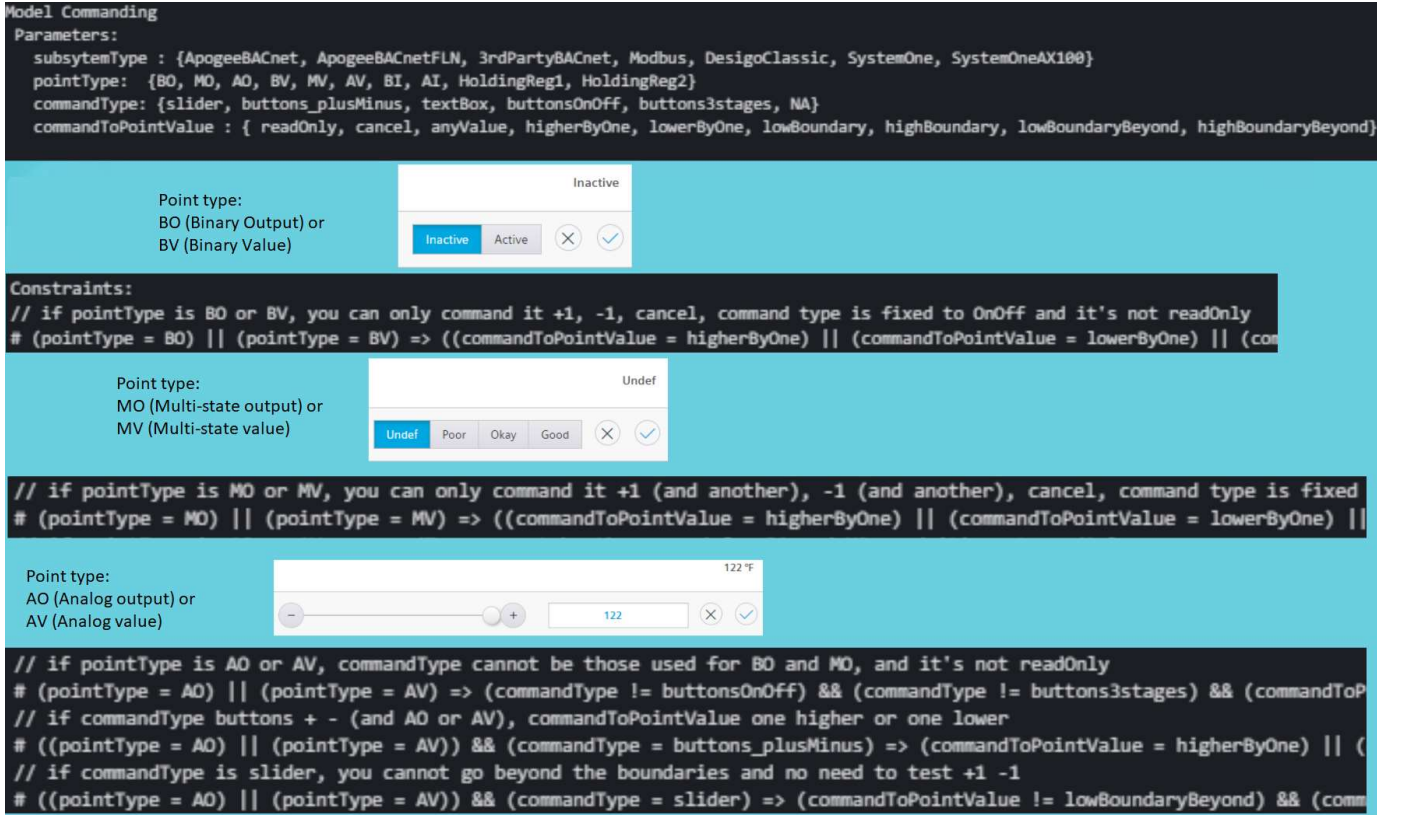 Model Commanding
Parameters:
subsytemType : {ApogeeBACnet, ApogeeBACnetFLN, 3rdPartyBACnet, Modbus, DesigoClassic, SystemOne, SystemOneAX100}
pointType: {BO, MO, AO, BV, MV, AV, BI, AI, HoldingReg1, HoldingReg2}
commandType: {slider, buttons_plusMinus, textBox, buttonsOnOff, buttons3stages, NA}
commandToPointValue : { readOnly, cancel, anyValue, higherByOne, lowerByOne, lowBoundary, highBoundary, lowBoundaryBeyond, highBoundaryBeyond}
Point type:
BO (Binary Output) or
BV (Binary Value)
Inactive
Inactive Active
Constraints:
// if pointType is BO or BV, you can only command it +1, -1, cancel, command type is fixed to OnOff and it's not readOnly
# (pointType = BO) || (pointType = BV) => ((commandToPointValue = higherByOne) || (commandToPointValue = lowerByOne) || (com
Point type:
MO (Multi-state output) or
MV (Multi-state value)
Undef
Undef Poor Okay Good
// if pointType is MO or MV, you can only command it +1 (and another), -1 (and another), cancel, command type is fixed
# (pointType = MO) || (pointType = MV) => ((commandToPointValue = higherByOne) || (commandToPointValue = lowerByOne) ||
Point type:
AO (Analog output) or
AV (Analog value)
122 °F
− + 122
// if pointType is AO or AV, commandType cannot be those used for BO and MO, and it's not readOnly
# (pointType = AO) || (pointType = AV) => (commandType != buttonsOnOff) && (commandType != buttons3stages) && (commandToP
// if commandType buttons + - (and AO or AV), commandToPointValue one higher or one lower
# ((pointType = AO) || (pointType = AV)) && (commandType = buttons_plusMinus) => (commandToPointValue = higherByOne) || (
// if commandType is slider, you cannot go beyond the boundaries and no need to test +1 -1
# ((pointType = AO) || (pointType = AV)) && (commandType = slider) => (commandToPointValue != lowBoundaryBeyond) && (comm